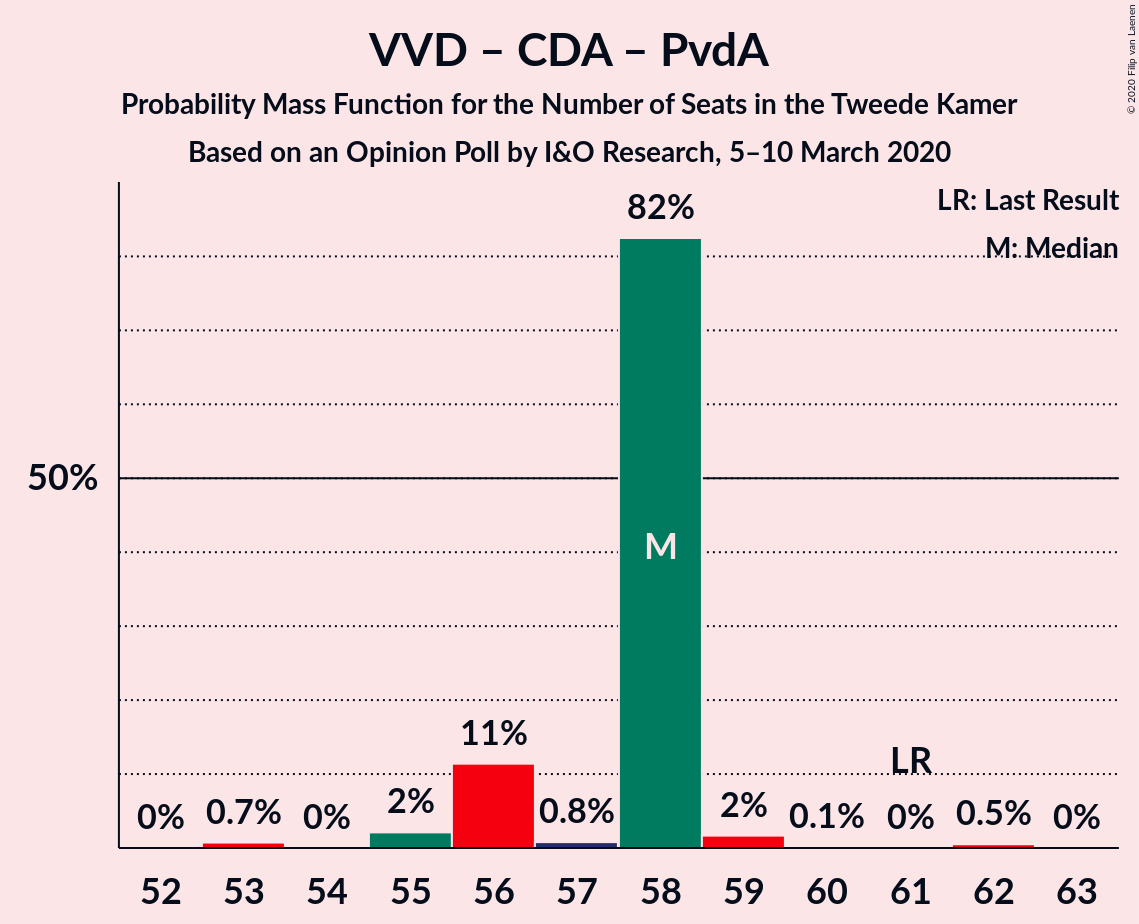 VVD – CDA – PvdA
Probability Mass Function for the Number of Seats in the Tweede Kamer
Based on an Opinion Poll by I&O Research, 5–10 March 2020
© 2020 Filip van Laenen
LR: Last Result
M: Median
82%
50%
M
11%
LR
0%
0.7%
0%
2%
0.8%
2%
0.1%
0%
0.5%
0%
52 53 54 55 56 57 58 59 60 61 62 63